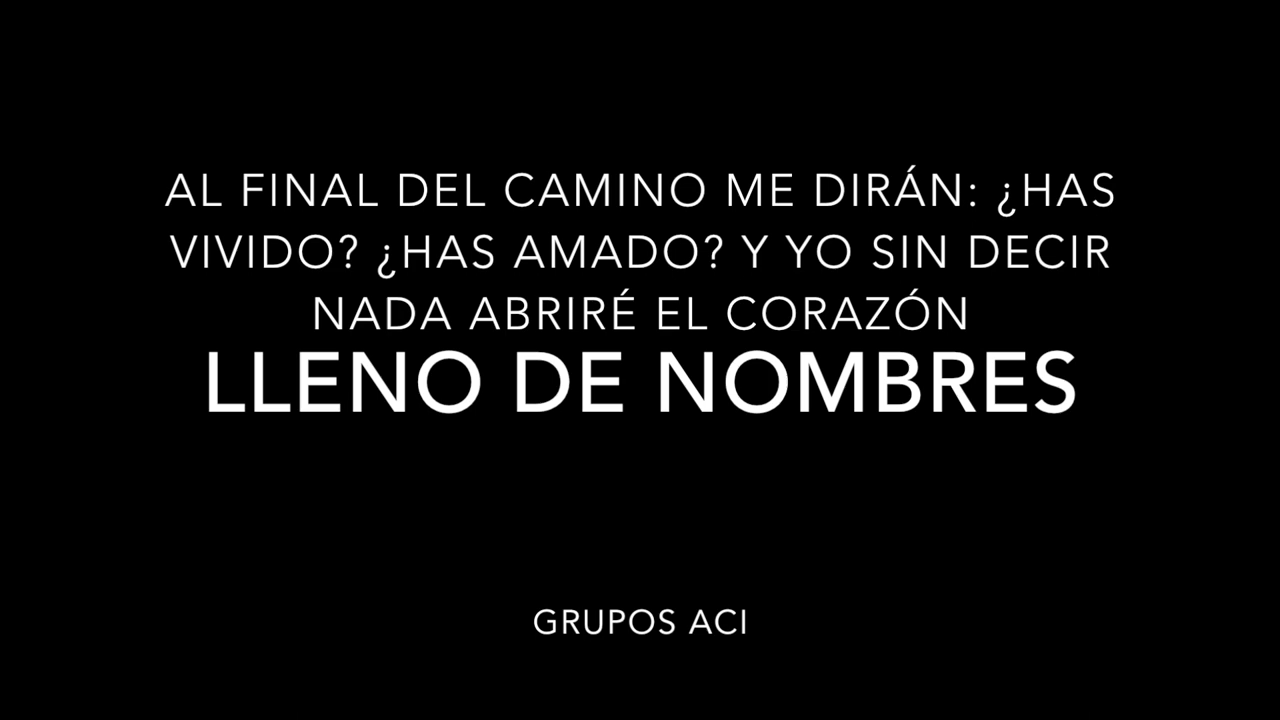 AL FINAL DEL CAMINO ME DIRÁN: ¿HAS
VIVIDO? ¿HAS AMADO? Y YO SIN DECIR
NADA ABRIRÉ EL CORAZÓN
LLENO DE NOMBRES
GRUPOS ACI